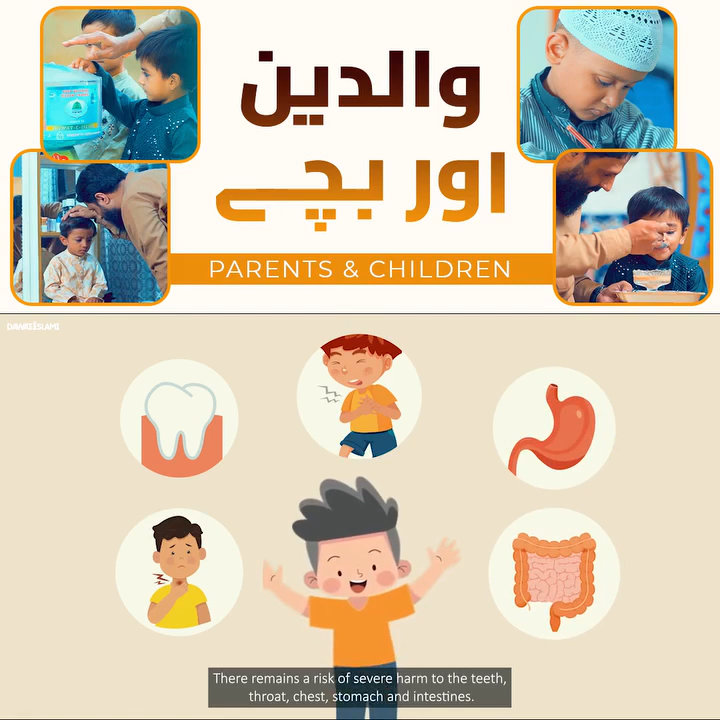 والدین
اور بچے
PARENTS & CHILDREN
DAWATEISLAMI
There remains a risk of severe harm to the teeth,
throat, chest, stomach and intestines.